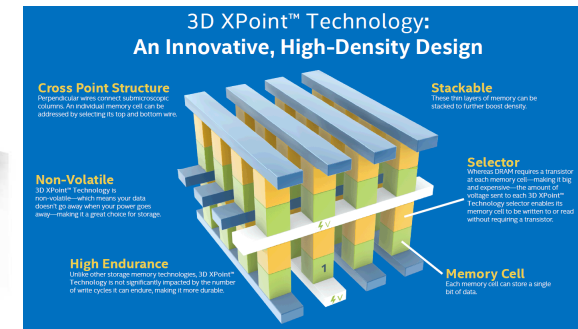 3D XPoint™ Technology:
An Innovative, High-Density Design
Cross Point Structure
Perpendicular wires connect submicroscopic
columns. An individual memory cell can be
addressed by selecting its top and bottom wire.
Non-Volatile
3D XPoint™ Technology is
non-volatile—which means your data
doesn't go away when your power goes
away—making it a great choice for storage.
High Endurance
Unlike other storage memory technologies, 3D XPoint™
Technology is not significantly impacted by the number
of write cycles it can endure, making it more durable.
Stackable
These thin layers of memory can be
stacked to further boost density.
Selector
Whereas DRAM requires a transistor
at each memory cell—making it big
and expensive—the amount of
voltage sent to each 3D XPoint™
Technology selector enables its
memory cell to be written to or read
without requiring a transistor.
Memory Cell
Each memory cell can store a single
bit of data.
V
1
V